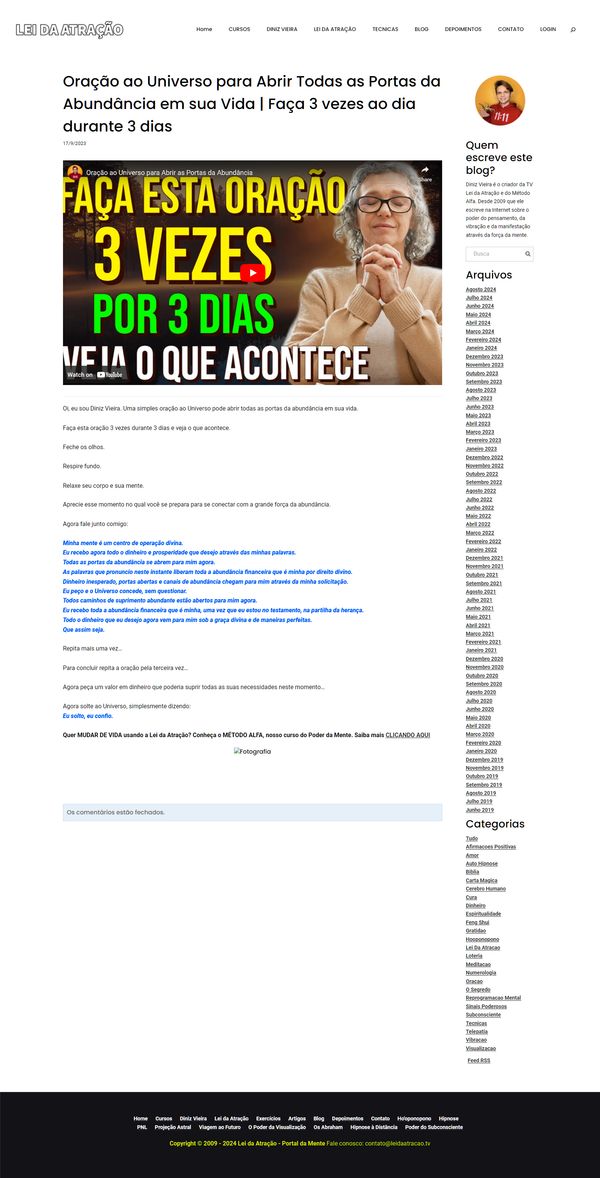 LEI DA ATRAÇÃO
Home CURSOS DINIZ VIEIRA LEI DA ATRAÇÃO TECNICAS BLOG DEPOIMENTOS CONTATO LOGIN
Oração ao Universo para Abrir Todas as Portas da
Abundância em sua Vida | Faça 3 vezes ao dia
durante 3 dias
17/9/2023
Oração ao Universo para Abrir as Portas da Abundância
Share
FAÇA ESTA ORAÇÃO
3 VEZES
POR 3 DIAS
VEJA O QUE ACONTECE
Watch on YouTube
Oi, eu sou Diniz Vieira. Uma simples oração ao Universo pode abrir todas as portas da abundância em sua vida.
Faça esta oração 3 vezes durante 3 dias e veja o que acontece.
Feche os olhos.
Respire fundo.
Relaxe seu corpo e sua mente.
Aprecie esse momento no qual você se prepara para se conectar com a grande força da abundância.
Agora fale junto comigo:
Minha mente é um centro de operação divina.
Eu recebo agora todo o dinheiro e prosperidade que desejo através das minhas palavras.
Todas as portas da abundância se abrem para mim agora.
As palavras que pronuncio neste instante liberam toda a abundância financeira que é minha por direito divino.
Dinheiro inesperado, portas abertas e canais de abundância chegam para mim através da minha solicitação.
Eu peço e o Universo concede, sem questionar.
Todos caminhos de suprimento abundante estão abertos para mim agora.
Eu recebo toda a abundância financeira que é minha, uma vez que eu estou no testamento, na partilha da herança.
Todo o dinheiro que eu desejo agora vem para mim sob a graça divina e de maneiras perfeitas.
Que assim seja.
Repita mais uma vez...
Para concluir repita a oração pela terceira vez...
Agora peça um valor em dinheiro que poderia suprir todas as suas necessidades neste momento...
Agora solte ao Universo, simplesmente dizendo:
Eu solto, eu confio.
Quer MUDAR DE VIDA usando a Lei da Atração? Conheça o MÉTODO ALFA, nosso curso do Poder da Mente. Saiba mais CLICANDO AQUI
Fotografia
Os comentários estão fechados.
11:11
Quem
escreve este
blog?
Diniz Vieira é o criador da TV
Lei da Atração e do Método
Alfa. Desde 2009 que ele
escreve na Internet sobre o
poder do pensamento, da
vibração e da manifestação
através da força da mente.
Busca
Arquivos
Agosto 2024
Julho 2024
Junho 2024
Maio 2024
Abril 2024
Março 2024
Fevereiro 2024
Janeiro 2024
Dezembro 2023
Novembro 2023
Outubro 2023
Setembro 2023
Agosto 2023
Julho 2023
Junho 2023
Maio 2023
Abril 2023
Março 2023
Fevereiro 2023
Janeiro 2023
Dezembro 2022
Novembro 2022
Outubro 2022
Setembro 2022
Agosto 2022
Julho 2022
Junho 2022
Maio 2022
Abril 2022
Março 2022
Fevereiro 2022
Janeiro 2022
Dezembro 2021
Novembro 2021
Outubro 2021
Setembro 2021
Agosto 2021
Julho 2021
Junho 2021
Maio 2021
Abril 2021
Março 2021
Fevereiro 2021
Janeiro 2021
Dezembro 2020
Novembro 2020
Outubro 2020
Setembro 2020
Agosto 2020
Julho 2020
Junho 2020
Maio 2020
Abril 2020
Março 2020
Fevereiro 2020
Janeiro 2020
Dezembro 2019
Novembro 2019
Outubro 2019
Setembro 2019
Agosto 2019
Julho 2019
Junho 2019
Categorias
Tudo
Afirmacoes Positivas
Amor
Auto Hipnose
Biblia
Carta Magica
Cerebro Humano
Cura
Dinheiro
Espiritualidade
Feng Shui
Gratidao
Hooponopono
Lei Da Atracao
Loteria
Meditacao
Numerologia
Oracao
O Segredo
Reprogramacao Mental
Sinais Poderosos
Subconsciente
Tecnicas
Telepatia
Vibracao
Visualizacao
Feed RSS
Home Cursos Diniz Vieira Lei da Atração Exercícios Artigos Blog Depoimentos Contato Ho'oponopono Hipnose
PNL Projeção Astral Viagem ao Futuro O Poder da Visualização Os Abraham Hipnose à Distância Poder do Subconsciente
Copyright © 2009 - 2024 Lei da Atração - Portal da Mente Fale conosco: contato@leidaatracao.tv